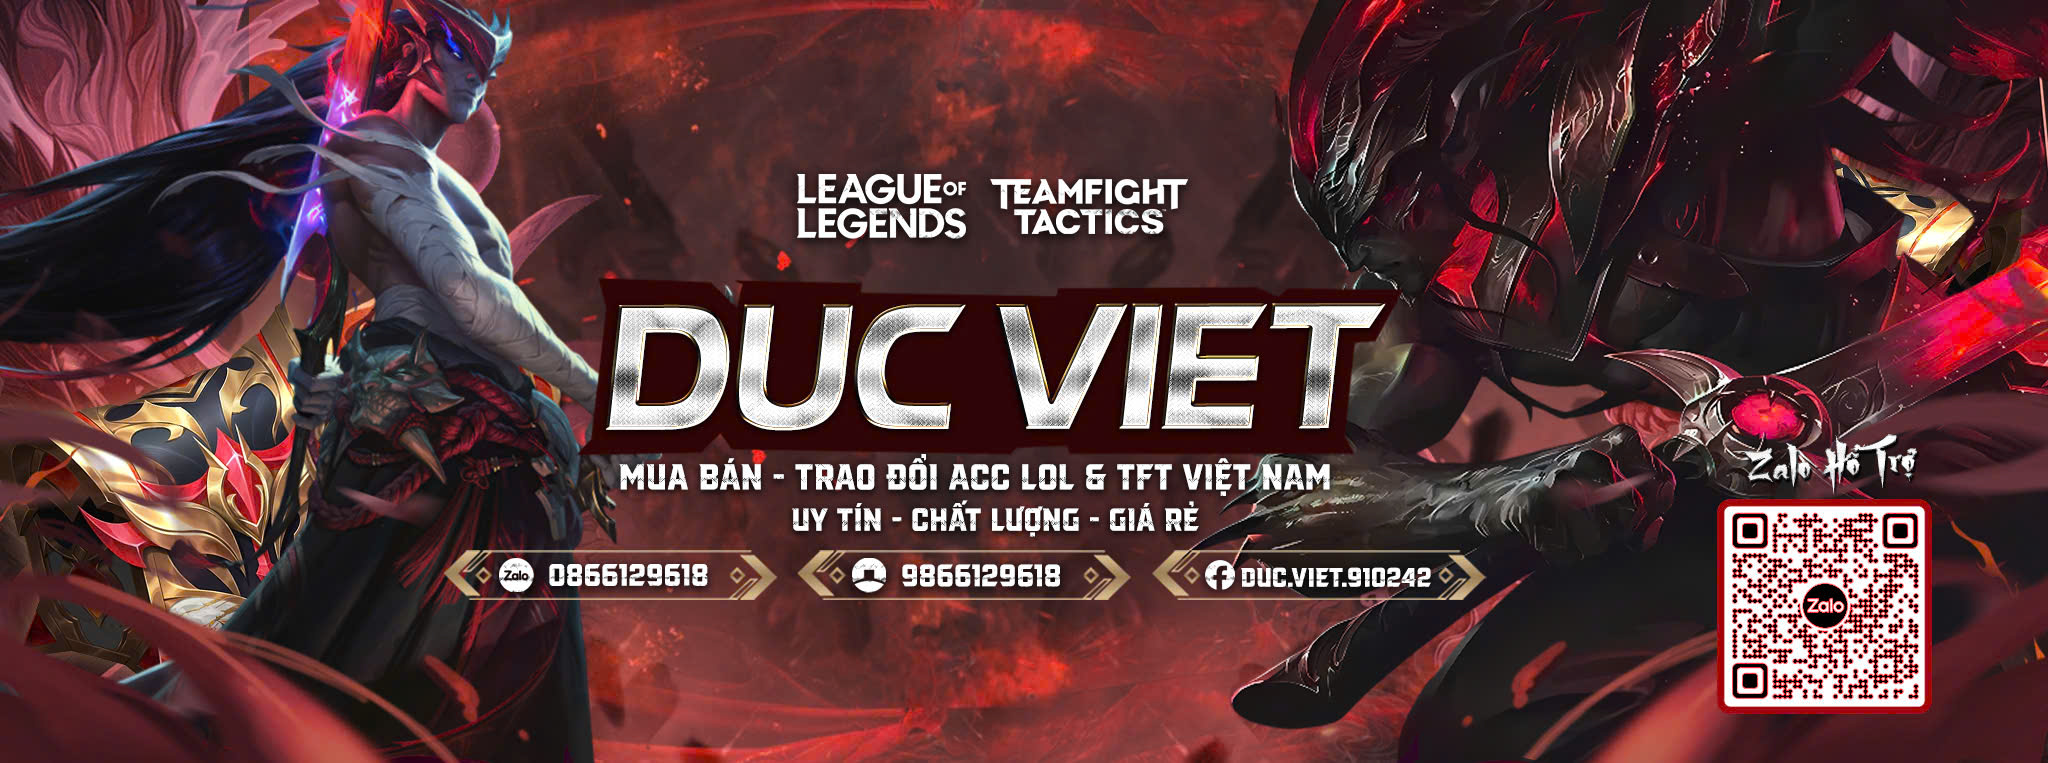 LEAGUE OF LEGENDS
TEAMFIGHT TACTICS
DUC VIET
MUA BÁN - TRAO ĐỔI ACC LOL & TFT VIỆT NAM
UY TÍN - CHẤT LƯỢNG - GIÁ RẺ
Zalo 0866129618
9866129618
DUC.VIET.910242
Zalo Hỗ Trợ
Zalo